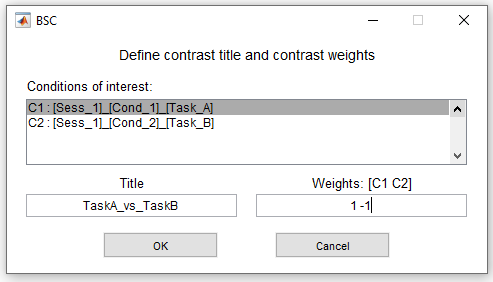 BSC
Define contrast title and contrast weights
Conditions of interest:
C1 : [Sess_1]_[Cond_1]_[Task_A]
C2 : [Sess_1]_[Cond_2]_[Task_B]
Title
Weights: [C1 C2]
TaskA_vs_TaskB
1 -1
OK
Cancel